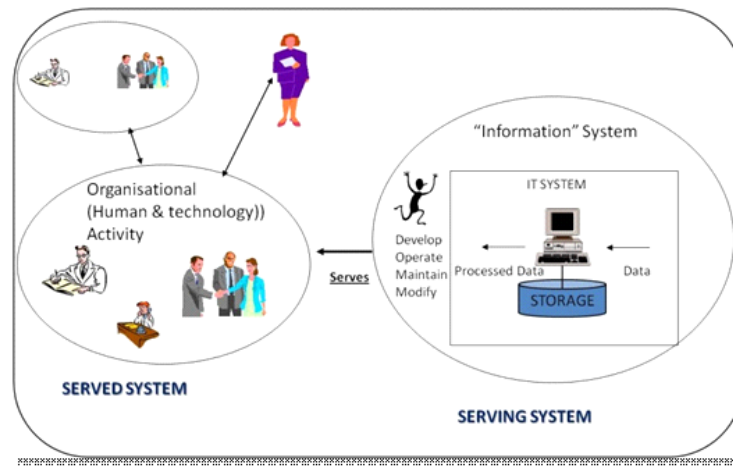 "Information" System
Organisational
(Human & technology))
Activity
IT SYSTEM
Develop
Operate
Maintain
Modify
Processed Data
Data
STORAGE
Serves
SERVED SYSTEM
SERVING SYSTEM